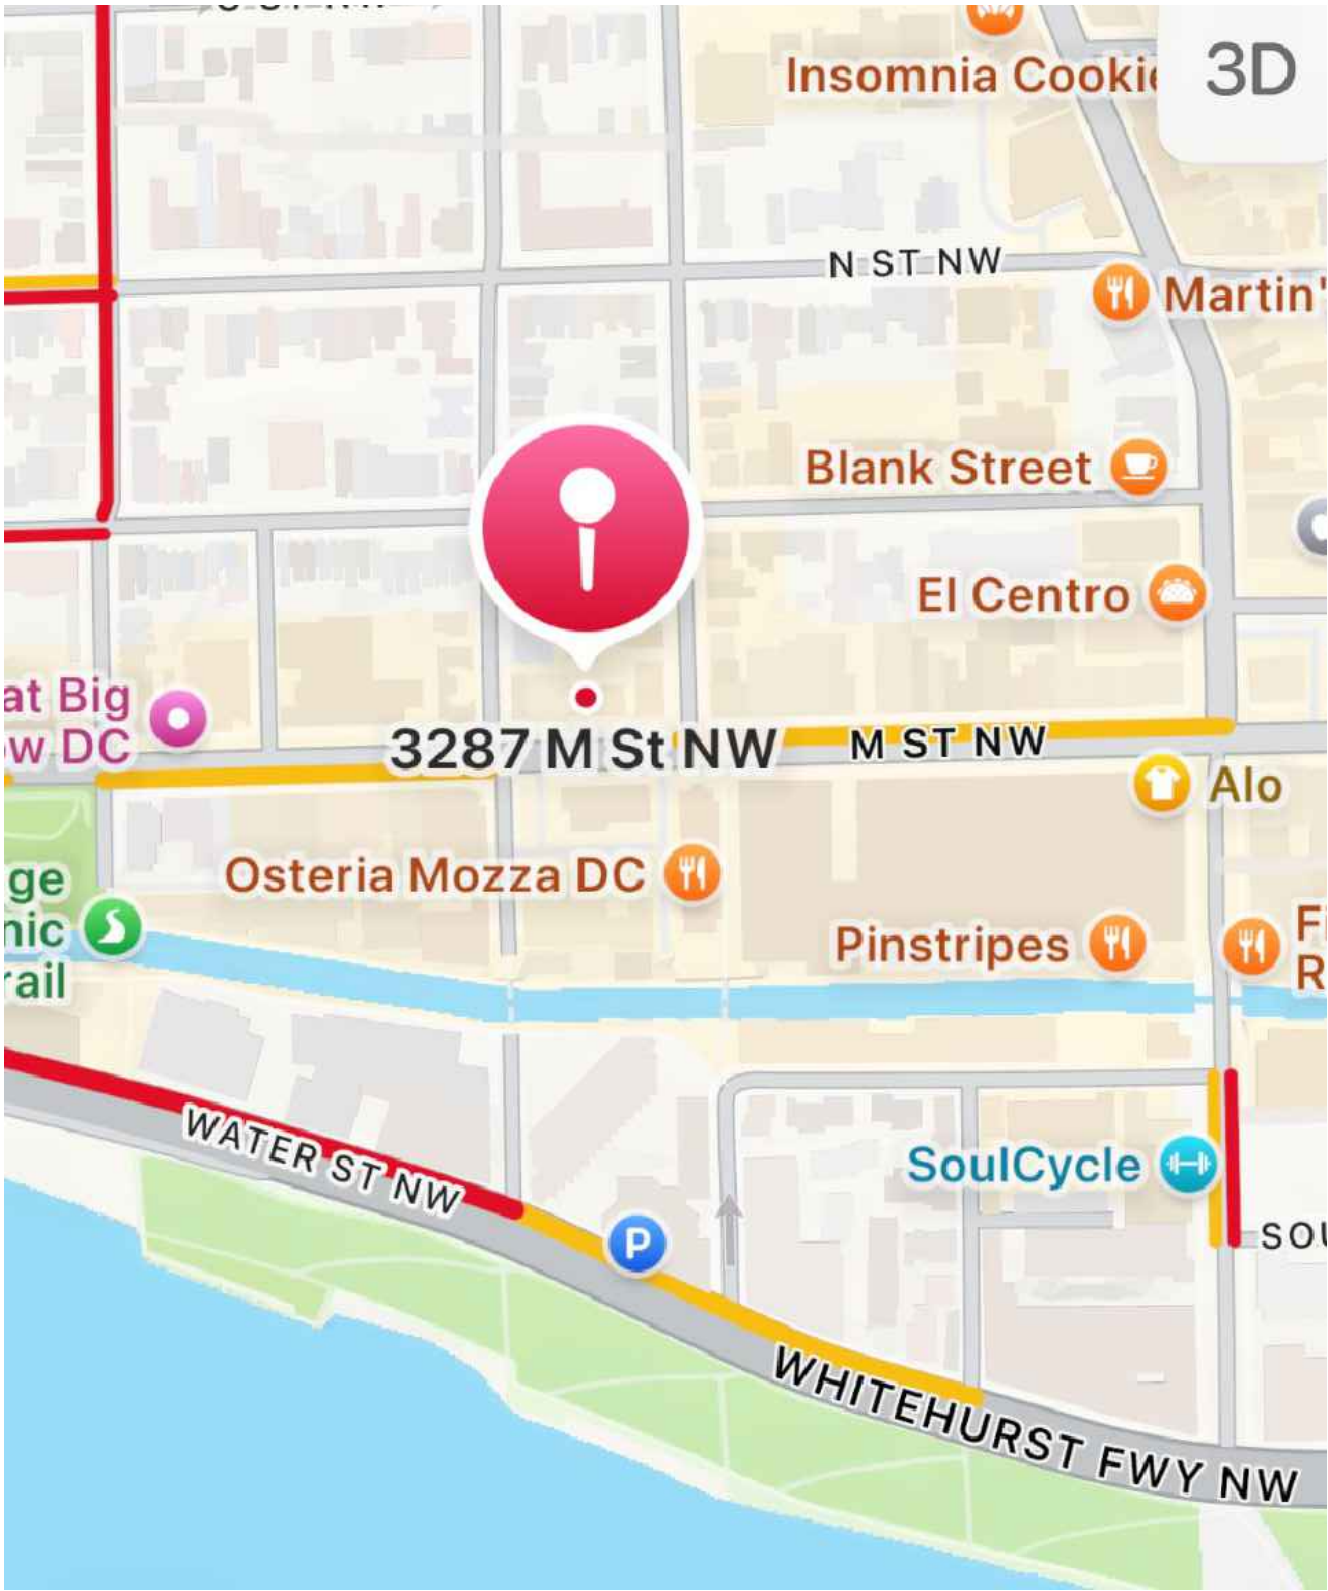 Insomnia Cookie
3D
N ST NW
Martin'
Blank Street
El Centro
at Big
w DC
3287 M St NW
M ST NW
Alo
Osteria Mozza DC
ge
nic
rail
Pinstripes
Fi
R
WATER ST NW
SoulCycle
P
SOU
WHITEHURST FWY NW